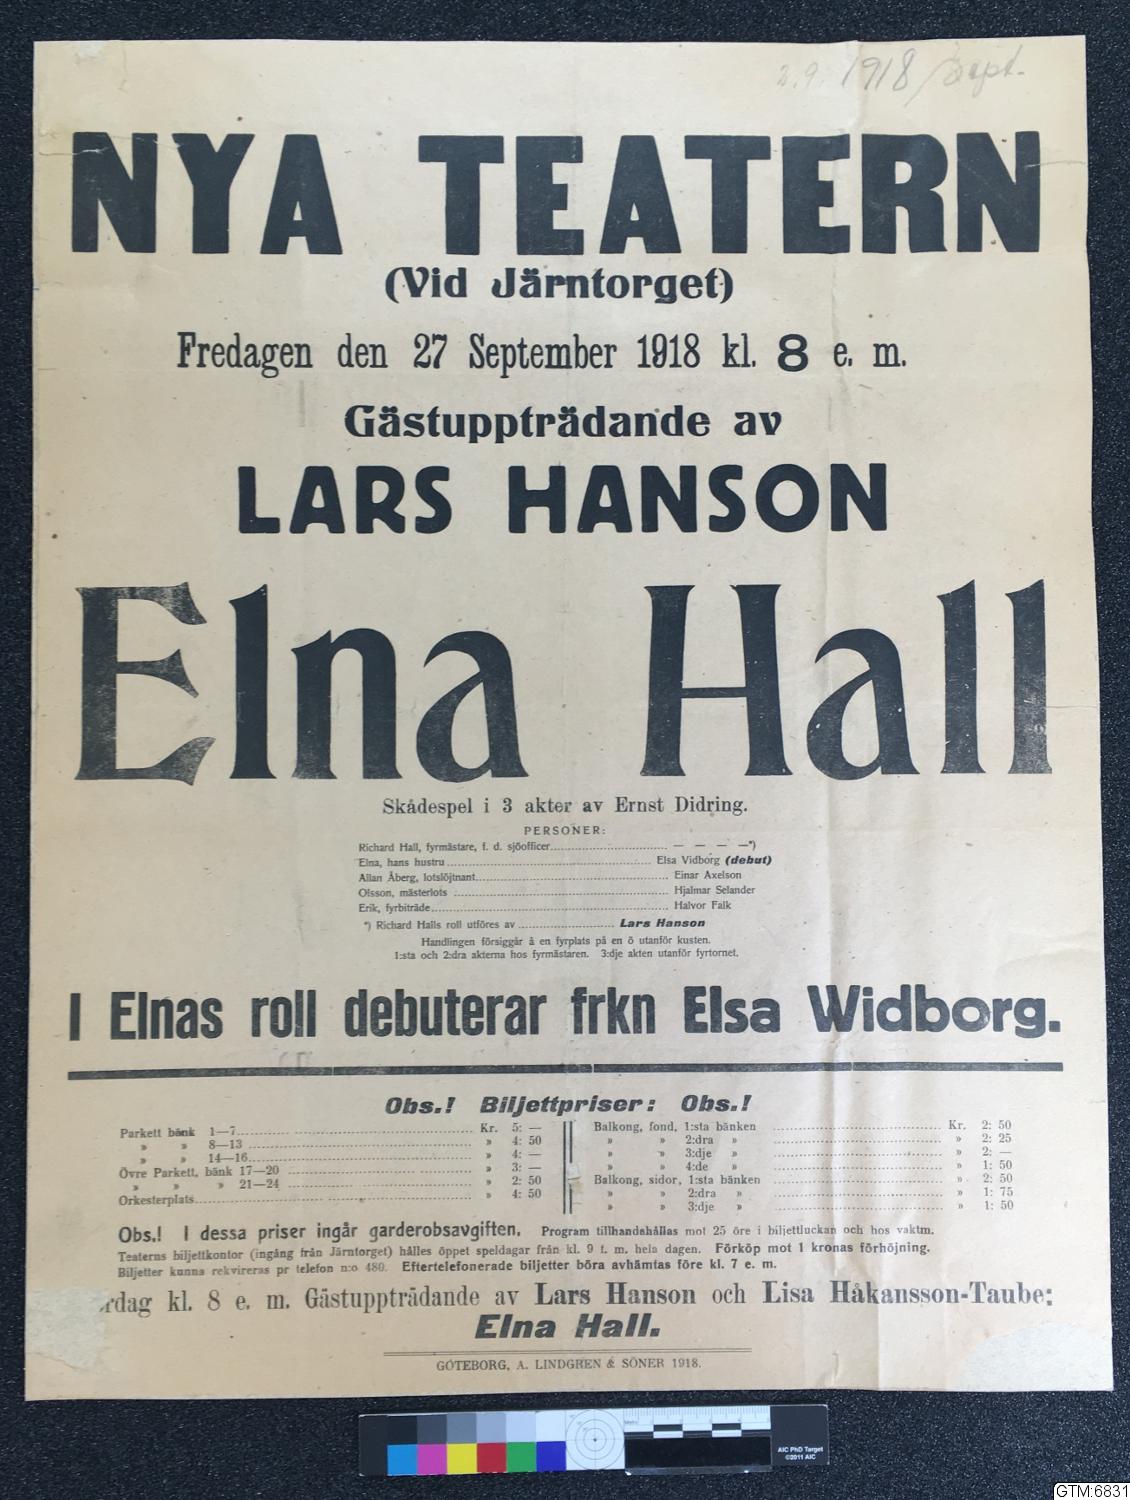 1918 Sept.
NYA TEATERN
(Vid Järntorget)
Fredagen den 27 September 1918 kl. 8 e. m.
Gästuppträdande av
LARS HANSON
Elna Hall
Skådespel i 3 akter av Ernst Didring.
PERSONER:
Richard Hall, fyrmästare, f. d. sjöofficer............................ — — — —*)
Elna, hans hustru.................................................. Elsa Vidborg (debut)
Allan Åberg, lotslöjtnant............................................... Einar Axelson
Olsson, mästerlots .................................................... Hjalmar Selander
Erik, fyrbiträde.......................................................... Halvor Falk
*) Richard Halls roll utföres av ........................ Lars Hanson
Handlingen försiggår å en fyrplats på en ö utanför kusten.
1:sta och 2:dra akterna hos fyrmästaren. 3:dje akten utanför fyrtornet.
I Elnas roll debuterar frkn Elsa Widborg.
Obs.! Biljettpriser: Obs.!
Parkett bänk 1—7............................................ Kr. 5: —
» » 8—13 ............................................ » 4: 50
» » 14—16............................................ » 4: —
Övre Parkett, bänk 17—20 .................................... » 3: —
» » » 21—24 .................................... » 2: 50
Orkesterplats.................................................... » 4: 50
Balkong, fond, 1:sta bänken .................................. Kr. 2: 50
» » 2:dra » .................................. » 2: 25
» » 3:dje » .................................. » 2: —
» » 4:de » .................................. » 1: 50
Balkong, sidor, 1:sta bänken .................................. » 2: 50
» » 2:dra » .................................. » 1: 75
» » 3:dje » .................................. » 1: 50
Obs.! I dessa priser ingår garderobsavgiften. Program tillhandahållas mot 25 öre i biljettluckan och hos vaktm.
Teaterns biljettkontor (ingång från Järntorget) hålles öppet speldagar från kl. 9 f. m. hela dagen. Förköp mot 1 kronas förhöjning.
Biljetter kunna rekvireras pr telefon n:o 480. Eftertelefonerade biljetter böra avhämtas före kl. 7 e. m.
rdag kl. 8 e. m. Gästuppträdande av Lars Hanson och Lisa Håkansson-Taube:
Elna Hall.
GÖTEBORG, A. LINDGREN & SÖNER 1918.
AIC PhD Target
©2011 AIC
GTM:6831